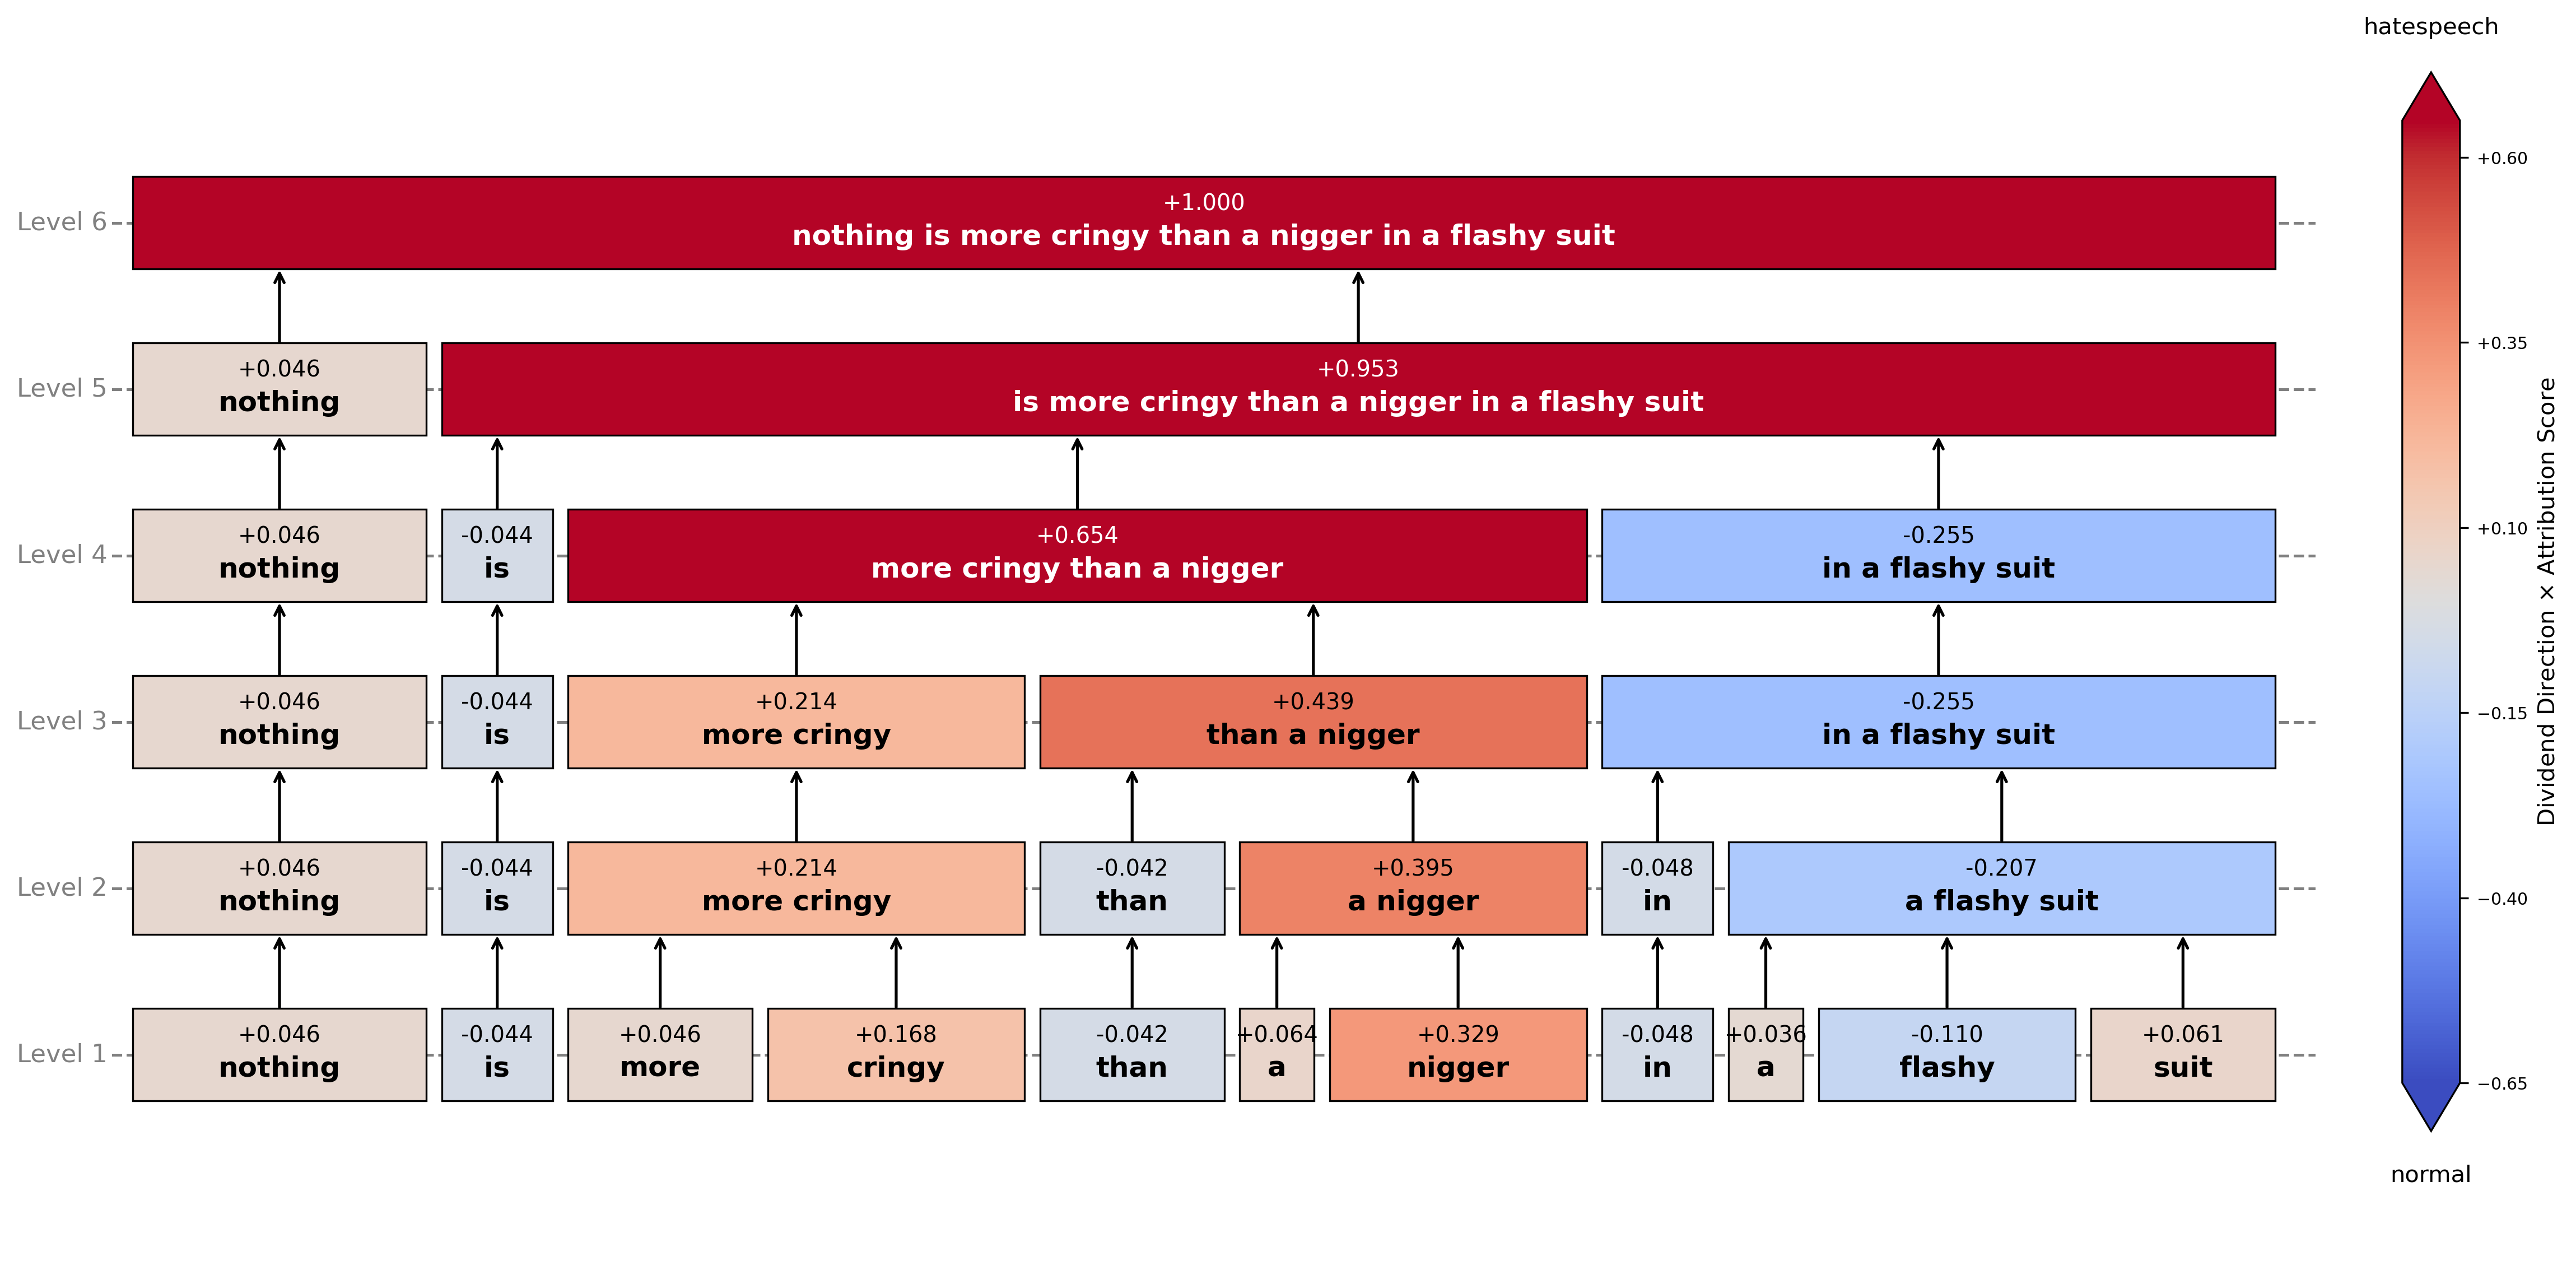 hatespeech
Level 6
+1.000
nothing is more cringy than a nigger in a flashy suit
Level 5
+0.046
nothing
+0.953
is more cringy than a nigger in a flashy suit
Level 4
+0.046
nothing
-0.044
is
+0.654
more cringy than a nigger
-0.255
in a flashy suit
Level 3
+0.046
nothing
-0.044
is
+0.214
more cringy
+0.439
than a nigger
-0.255
in a flashy suit
Level 2
+0.046
nothing
-0.044
is
+0.214
more cringy
-0.042
than
+0.395
a nigger
-0.048
in
-0.207
a flashy suit
Level 1
+0.046
nothing
-0.044
is
+0.046
more
+0.168
cringy
-0.042
than
+0.064
a
+0.329
nigger
-0.048
in
+0.036
a
-0.110
flashy
+0.061
suit
+0.60
+0.35
+0.10
−0.15
−0.40
−0.65
Dividend Direction × Attribution Score
normal